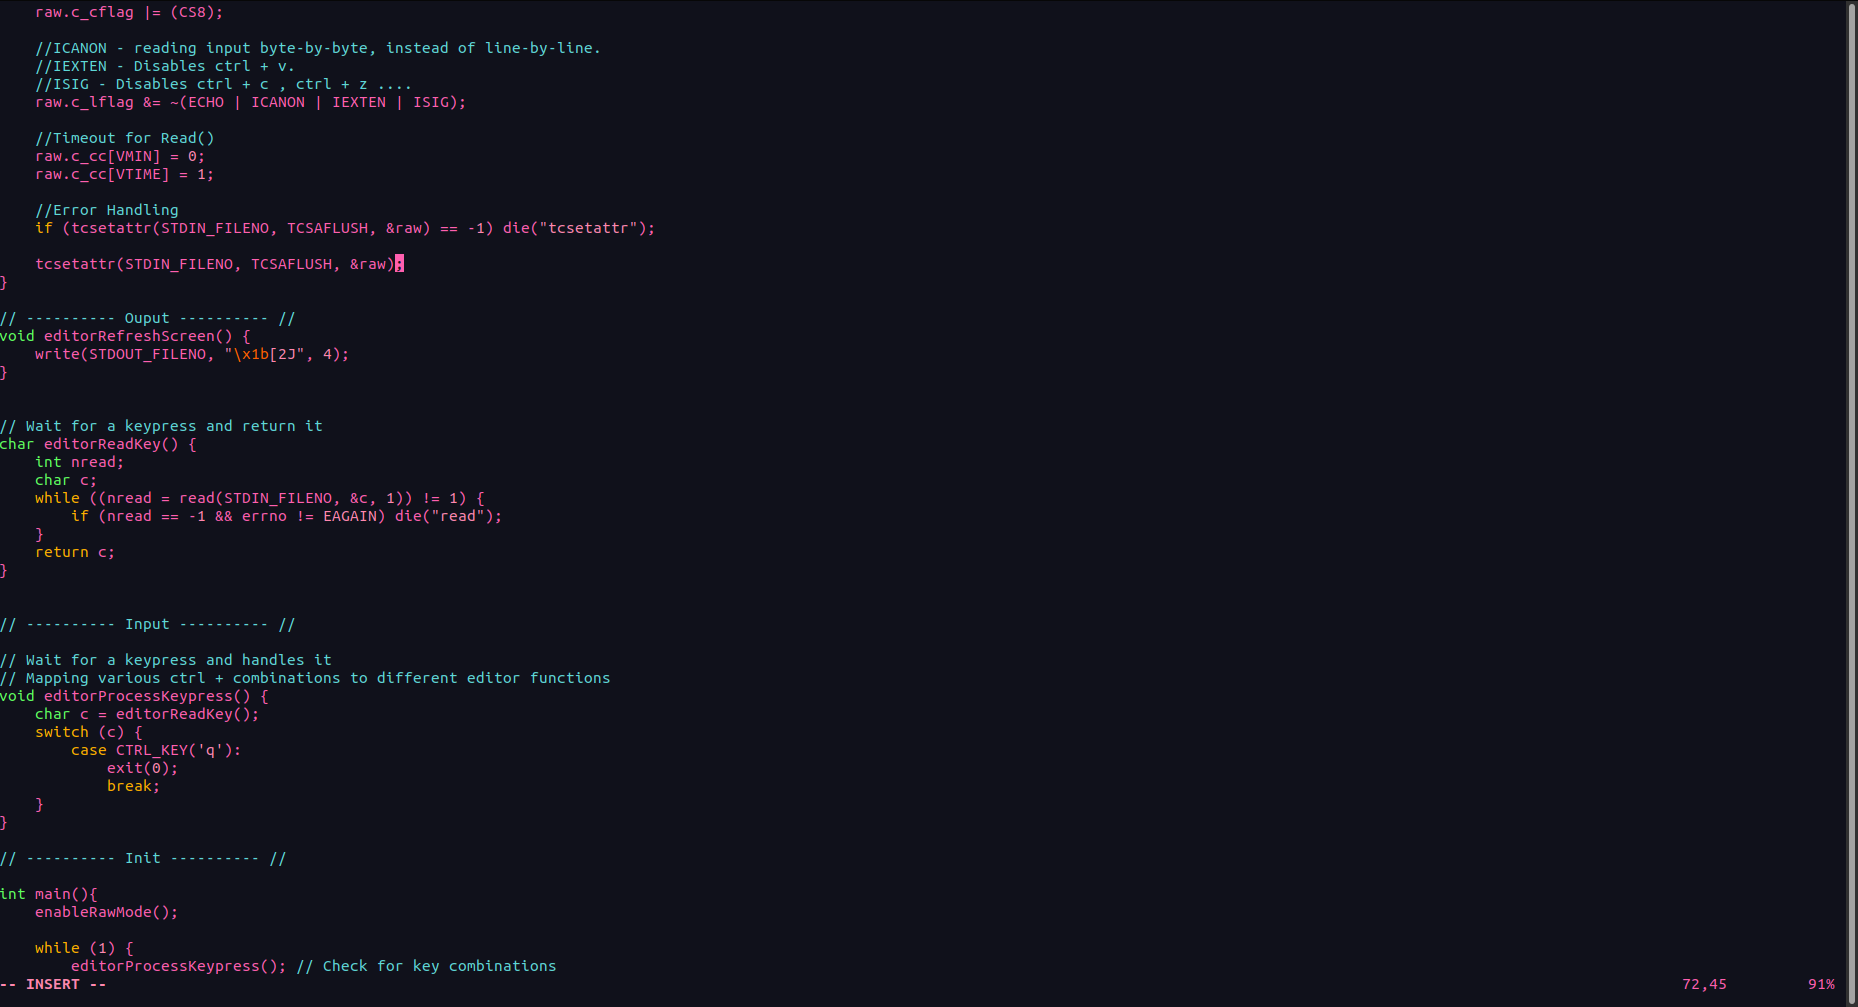 raw.c_cflag |= (CS8);

    //ICANON - reading input byte-by-byte, instead of line-by-line.
    //IEXTEN - Disables ctrl + v.
    //ISIG - Disables ctrl + c , ctrl + z ....
    raw.c_lflag &= ~(ECHO | ICANON | IEXTEN | ISIG);

    //Timeout for Read()
    raw.c_cc[VMIN] = 0;
    raw.c_cc[VTIME] = 1;

    //Error Handling
    if (tcsetattr(STDIN_FILENO, TCSAFLUSH, &raw) == -1) die("tcsetattr");

    tcsetattr(STDIN_FILENO, TCSAFLUSH, &raw);
}

// ---------- Ouput ---------- //
void editorRefreshScreen() {
    write(STDOUT_FILENO, "\x1b[2J", 4);
}


// Wait for a keypress and return it
char editorReadKey() {
    int nread;
    char c;
    while ((nread = read(STDIN_FILENO, &c, 1)) != 1) {
        if (nread == -1 && errno != EAGAIN) die("read");
    }
    return c;
}


// ---------- Input ---------- //

// Wait for a keypress and handles it
// Mapping various ctrl + combinations to different editor functions
void editorProcessKeypress() {
    char c = editorReadKey();
    switch (c) {
        case CTRL_KEY('q'):
            exit(0);
            break;
    }
}

// ---------- Init ---------- //

int main(){
    enableRawMode();

    while (1) {
        editorProcessKeypress(); // Check for key combinations
-- INSERT -- 72,45 91%